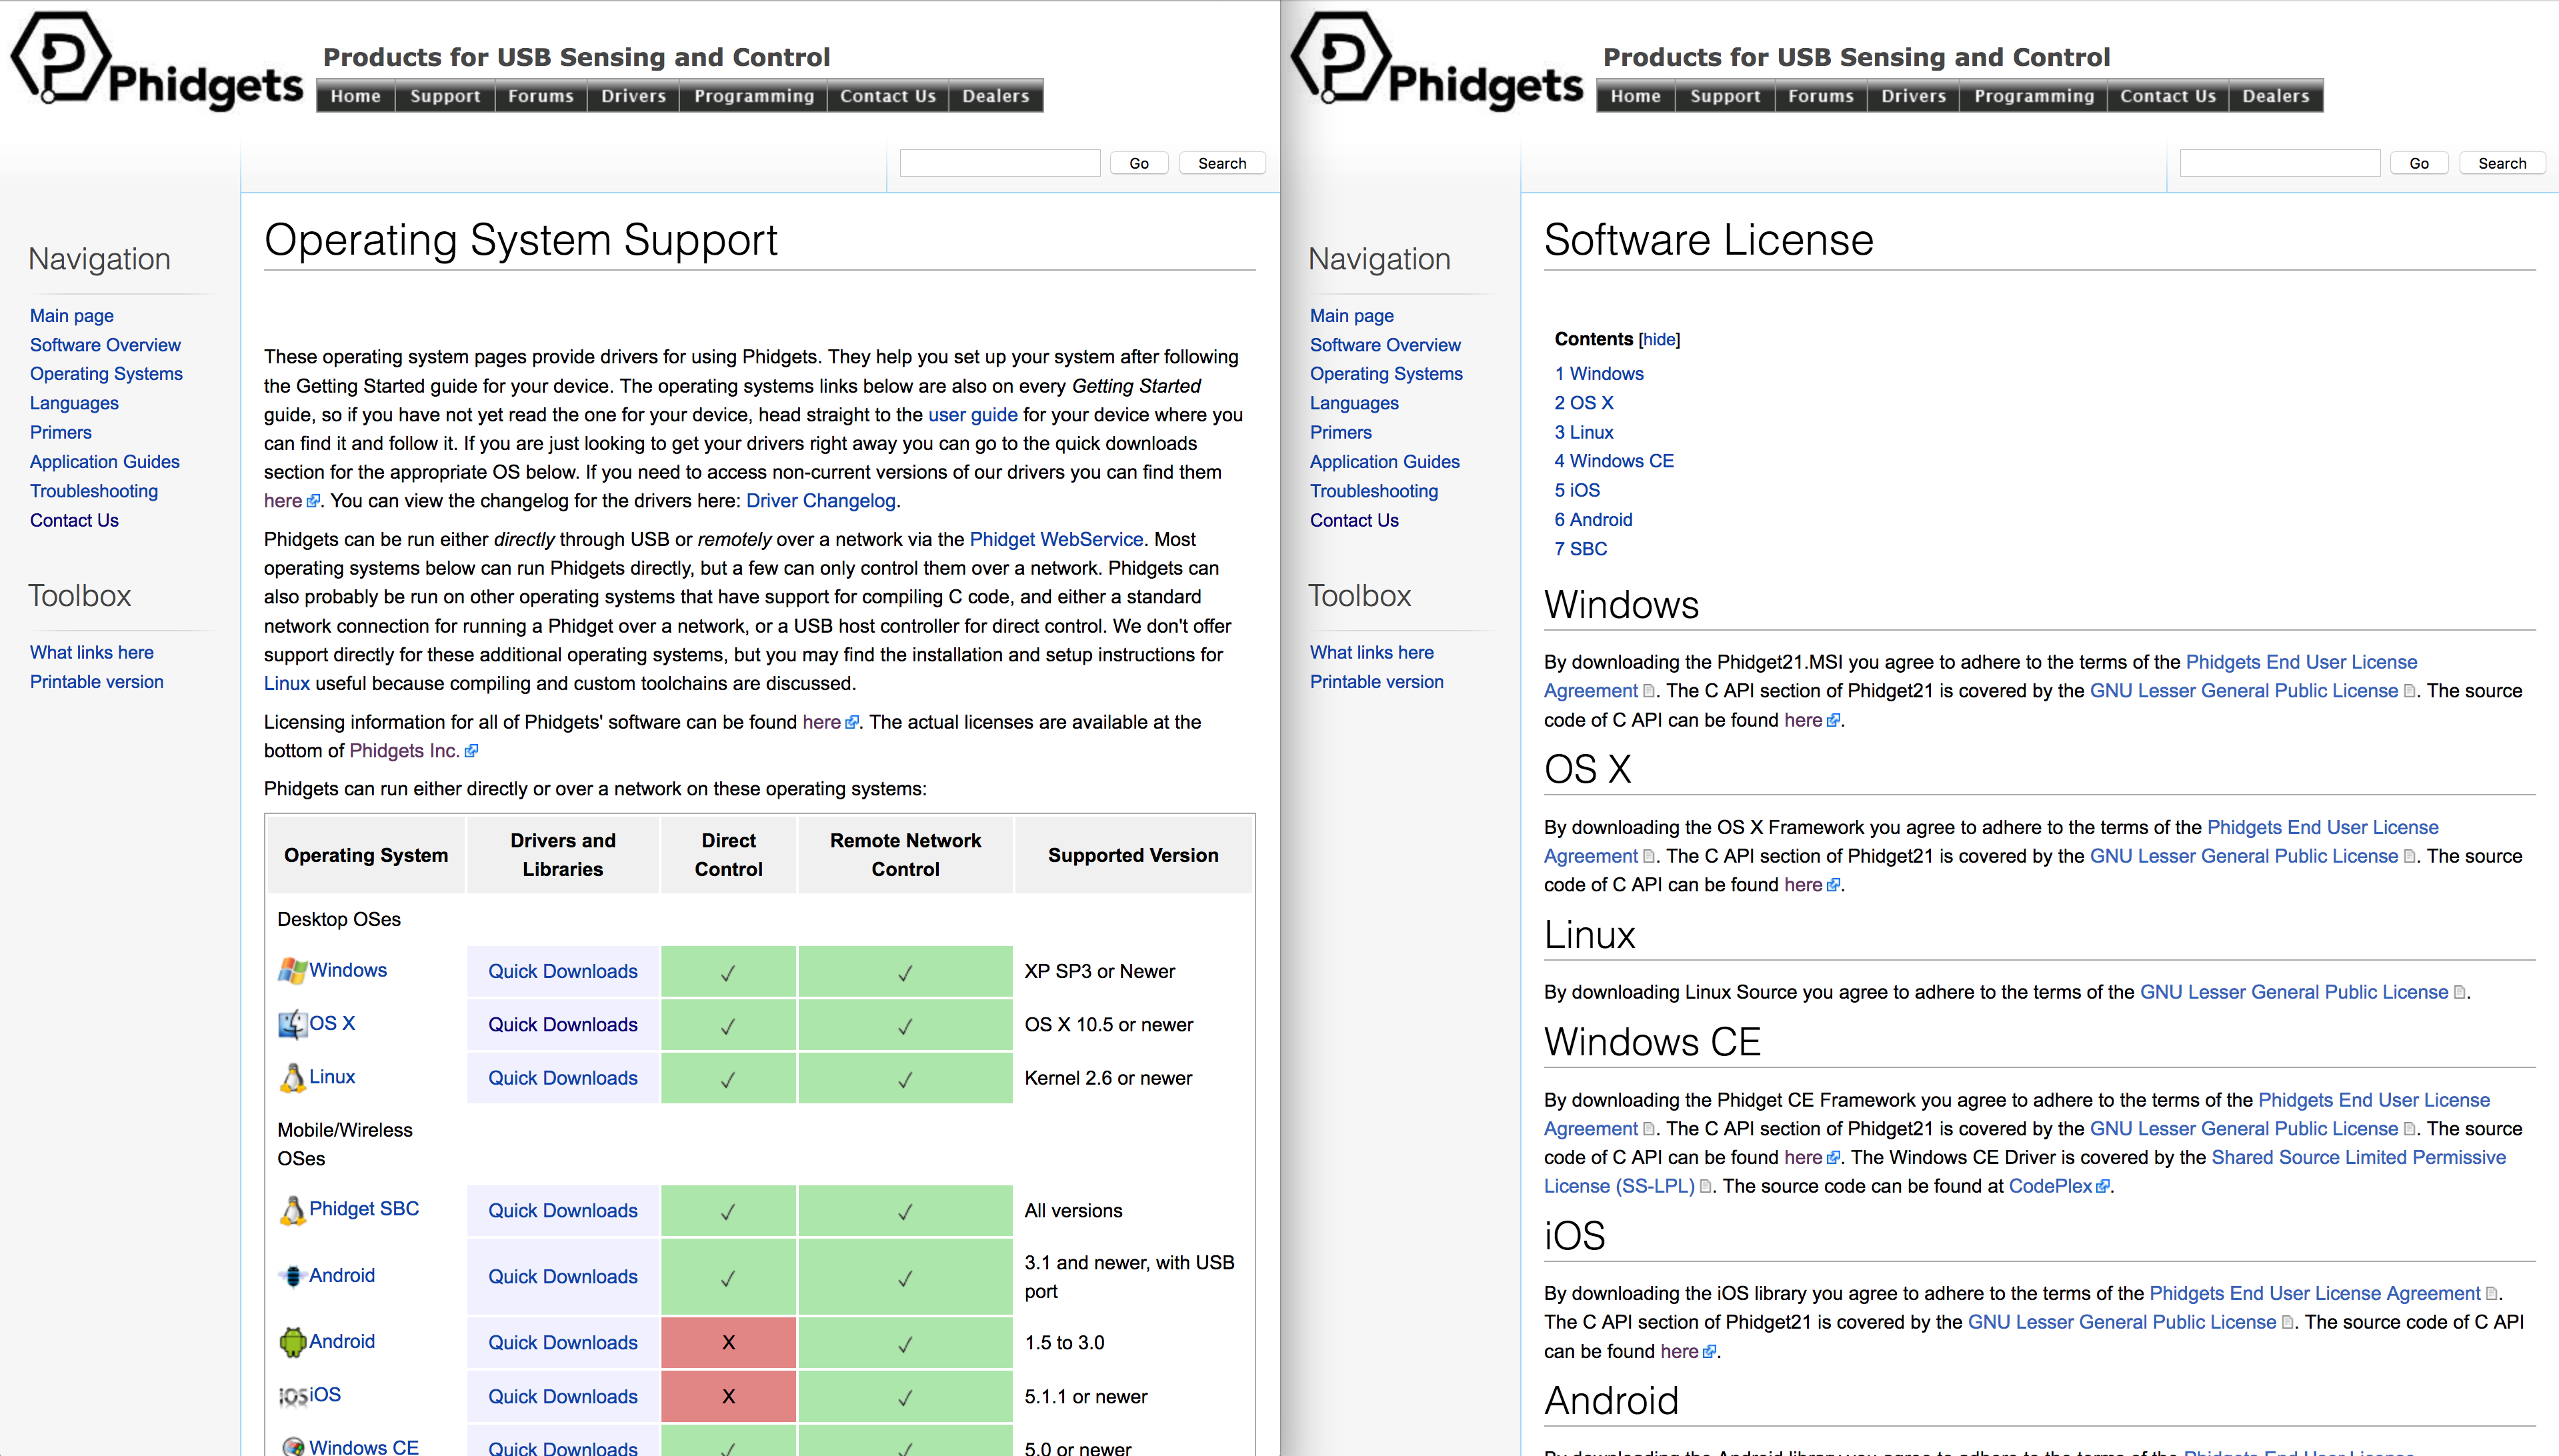 Phidgets
Products for USB Sensing and Control
Home Support Forums Drivers Programming Contact Us Dealers
Go Search
Navigation
Main page
Software Overview
Operating Systems
Languages
Primers
Application Guides
Troubleshooting
Contact Us
Toolbox
What links here
Printable version
Operating System Support
These operating system pages provide drivers for using Phidgets. They help you set up your system after following
the Getting Started guide for your device. The operating systems links below are also on every Getting Started
guide, so if you have not yet read the one for your device, head straight to the user guide for your device where you
can find it and follow it. If you are just looking to get your drivers right away you can go to the quick downloads
section for the appropriate OS below. If you need to access non-current versions of our drivers you can find them
here. You can view the changelog for the drivers here: Driver Changelog.
Phidgets can be run either directly through USB or remotely over a network via the Phidget WebService. Most
operating systems below can run Phidgets directly, but a few can only control them over a network. Phidgets can
also probably be run on other operating systems that have support for compiling C code, and either a standard
network connection for running a Phidget over a network, or a USB host controller for direct control. We don't offer
support directly for these additional operating systems, but you may find the installation and setup instructions for
Linux useful because compiling and custom toolchains are discussed.
Licensing information for all of Phidgets' software can be found here. The actual licenses are available at the
bottom of Phidgets Inc.
Phidgets can run either directly or over a network on these operating systems:
Operating System Drivers and Libraries Direct Control Remote Network Control Supported Version
Desktop OSes
Windows Quick Downloads ✓ ✓ XP SP3 or Newer
OS X Quick Downloads ✓ ✓ OS X 10.5 or newer
Linux Quick Downloads ✓ ✓ Kernel 2.6 or newer
Mobile/Wireless
OSes
Phidget SBC Quick Downloads ✓ ✓ All versions
Android Quick Downloads ✓ ✓ 3.1 and newer, with USB port
Android Quick Downloads X ✓ 1.5 to 3.0
iOS iOS Quick Downloads X ✓ 5.1.1 or newer
Windows CE Quick Downloads ✓ ✓ 5.0 or newer
Phidgets
Products for USB Sensing and Control
Home Support Forums Drivers Programming Contact Us Dealers
Go Search
Navigation
Main page
Software Overview
Operating Systems
Languages
Primers
Application Guides
Troubleshooting
Contact Us
Toolbox
What links here
Printable version
Software License
Contents [hide]
1 Windows
2 OS X
3 Linux
4 Windows CE
5 iOS
6 Android
7 SBC
Windows
By downloading the Phidget21.MSI you agree to adhere to the terms of the Phidgets End User License
Agreement. The C API section of Phidget21 is covered by the GNU Lesser General Public License. The source
code of C API can be found here.
OS X
By downloading the OS X Framework you agree to adhere to the terms of the Phidgets End User License
Agreement. The C API section of Phidget21 is covered by the GNU Lesser General Public License. The source
code of C API can be found here.
Linux
By downloading Linux Source you agree to adhere to the terms of the GNU Lesser General Public License.
Windows CE
By downloading the Phidget CE Framework you agree to adhere to the terms of the Phidgets End User License
Agreement. The C API section of Phidget21 is covered by the GNU Lesser General Public License. The source
code of C API can be found here. The Windows CE Driver is covered by the Shared Source Limited Permissive
License (SS-LPL). The source code can be found at CodePlex.
iOS
By downloading the iOS library you agree to adhere to the terms of the Phidgets End User License Agreement.
The C API section of Phidget21 is covered by the GNU Lesser General Public License. The source code of C API
can be found here.
Android
By downloading the Android library you agree to adhere to the terms of the Phidgets End User License